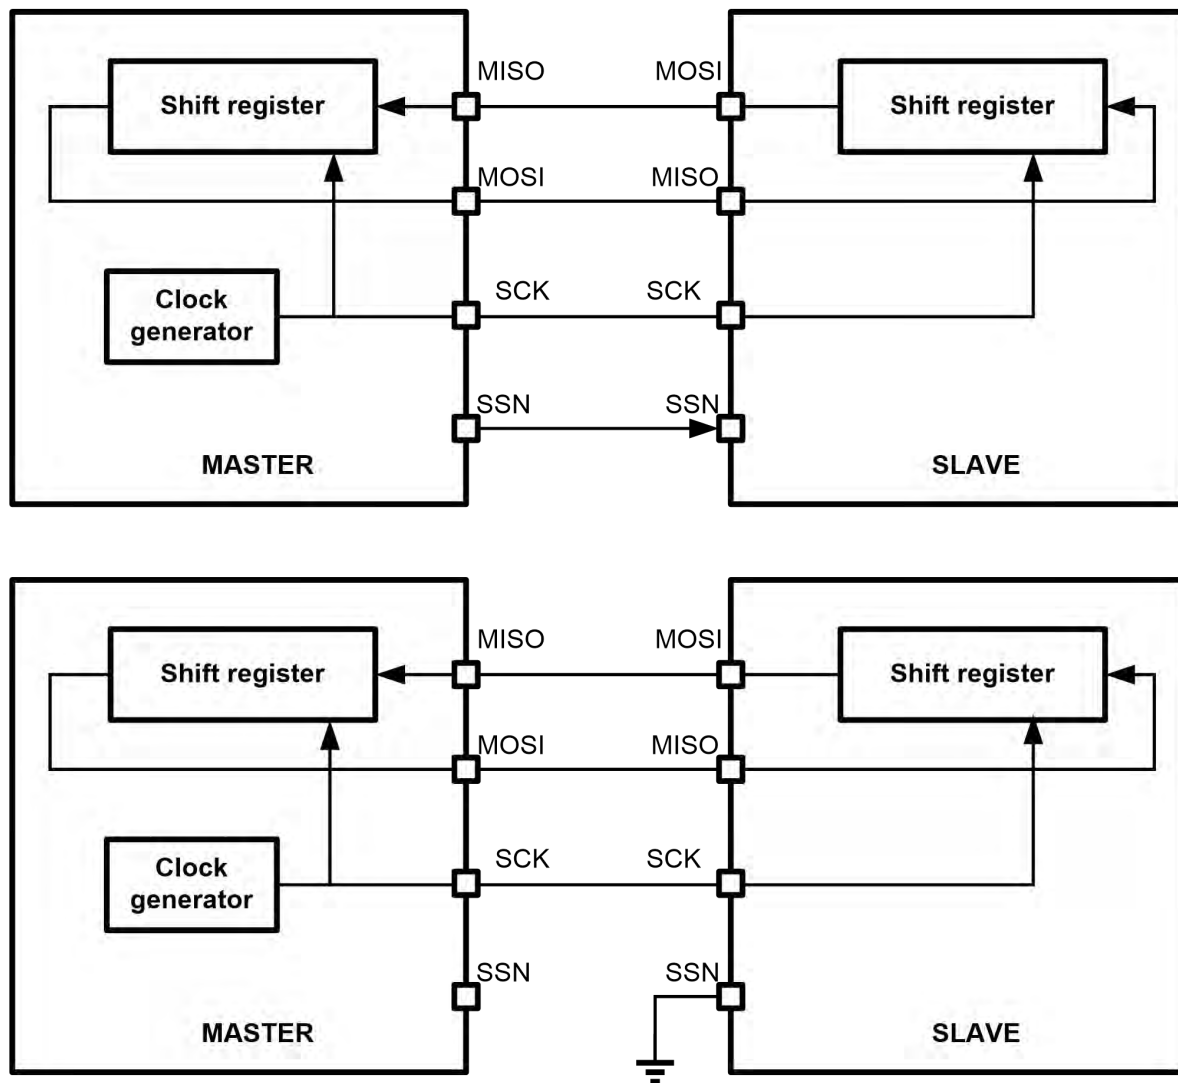 MISO MOSI
Shift register Shift register
MOSI MISO
SCK SCK
Clock
generator
SSN SSN
MASTER SLAVE
MISO MOSI
Shift register Shift register
MOSI MISO
SCK SCK
Clock
generator
SSN SSN
MASTER SLAVE